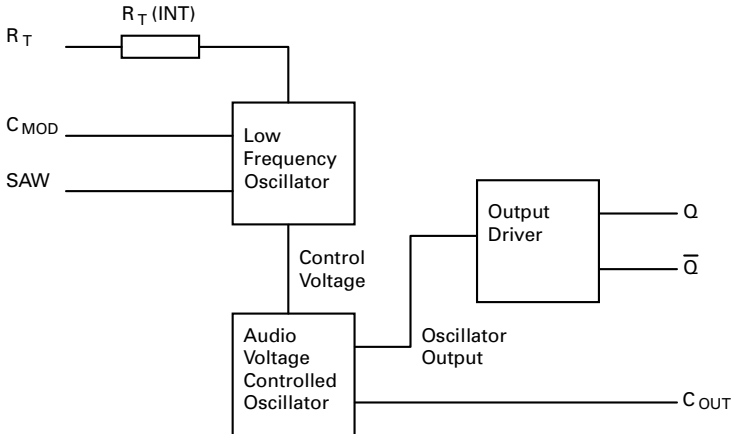 R T (INT)
R T
C MOD
SAW
Low
Frequency
Oscillator
Output
Driver
Q
Q̅
Control
Voltage
Audio
Voltage
Controlled
Oscillator
Oscillator
Output
C OUT